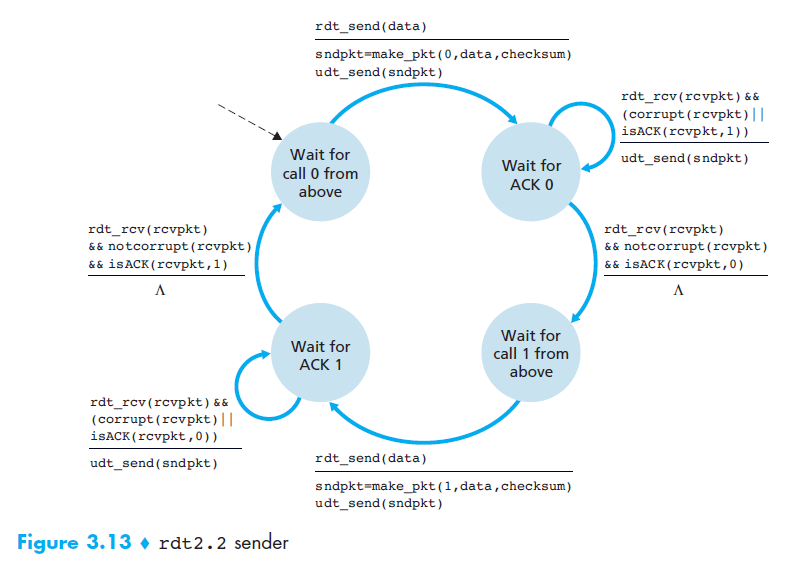 rdt_send(data)
sndpkt=make_pkt(0,data,checksum)
udt_send(sndpkt)
rdt_rcv(rcvpkt)&&
(corrupt(rcvpkt)||
isACK(rcvpkt,1))
udt_send(sndpkt)
Wait for
call 0 from
above
Wait for
ACK 0
rdt_rcv(rcvpkt)
&& notcorrupt(rcvpkt)
&& isACK(rcvpkt,1)
Λ
rdt_rcv(rcvpkt)
&& notcorrupt(rcvpkt)
&& isACK(rcvpkt,0)
Λ
Wait for
ACK 1
Wait for
call 1 from
above
rdt_rcv(rcvpkt)&&
(corrupt(rcvpkt)||
isACK(rcvpkt,0))
udt_send(sndpkt)
rdt_send(data)
sndpkt=make_pkt(1,data,checksum)
udt_send(sndpkt)
Figure 3.13 ♦ rdt2.2 sender